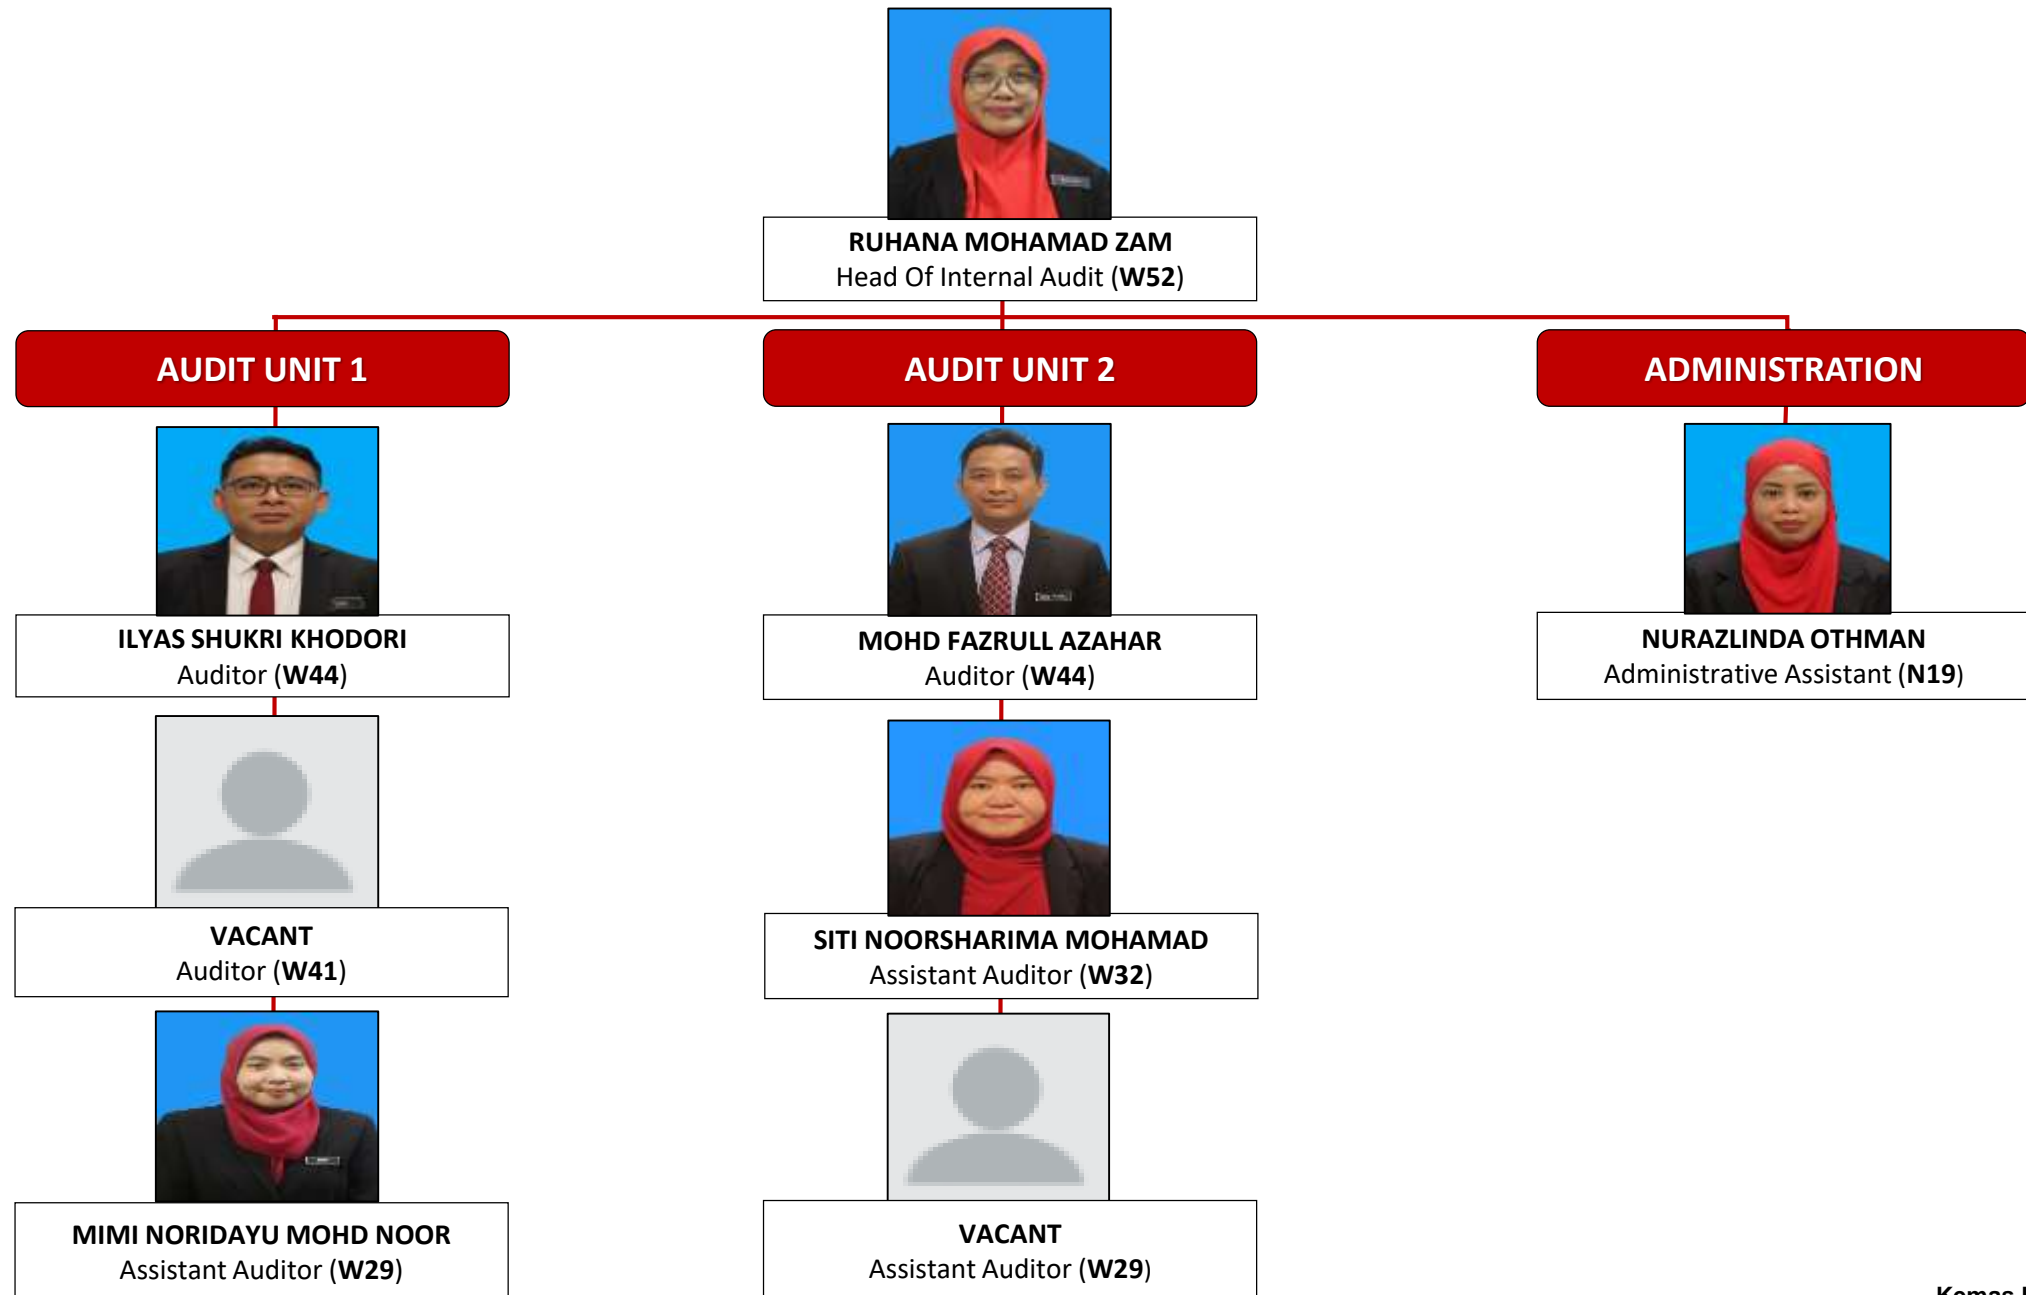 RUHANA MOHAMAD ZAM
Head Of Internal Audit (W52)
AUDIT UNIT 1
AUDIT UNIT 2
ADMINISTRATION
ILYAS SHUKRI KHODORI
Auditor (W44)
MOHD FAZRULL AZAHAR
Auditor (W44)
NURAZLINDA OTHMAN
Administrative Assistant (N19)
VACANT
Auditor (W41)
SITI NOORSHARIMA MOHAMAD
Assistant Auditor (W32)
MIMI NORIDAYU MOHD NOOR
Assistant Auditor (W29)
VACANT
Assistant Auditor (W29)